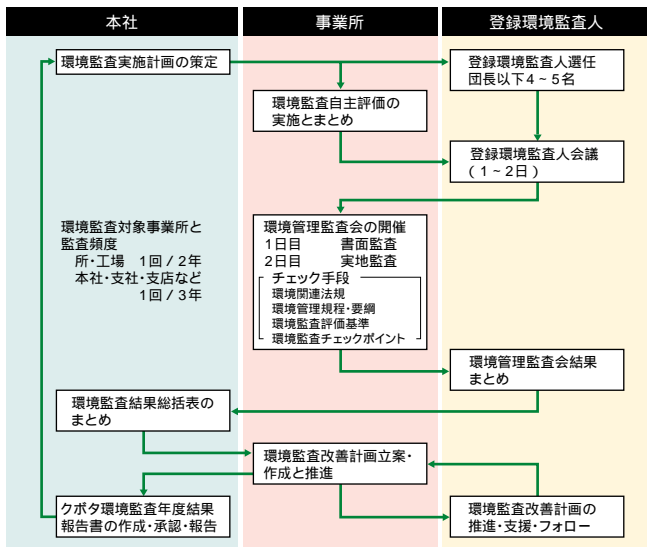 本社
事業所
登録環境監査人
環境監査実施計画の策定
登録環境監査人選任
団長以下4~5名
環境監査自主評価の
実施とまとめ
登録環境監査人会議
(1~2日)
環境監査対象事業所と
監査頻度
所・工場 1回/2年
本社・支社・支店など
1回/3年
環境管理監査会の開催
1日目 書面監査
2日目 実地監査
チェック手段
環境関連法規
環境管理規程・要綱
環境監査評価基準
環境監査チェックポイント
環境管理監査会結果
まとめ
環境監査結果総括表の
まとめ
環境監査改善計画立案・
作成と推進
クボタ環境監査年度結果
報告書の作成・承認・報告
環境監査改善計画の
推進・支援・フォロー